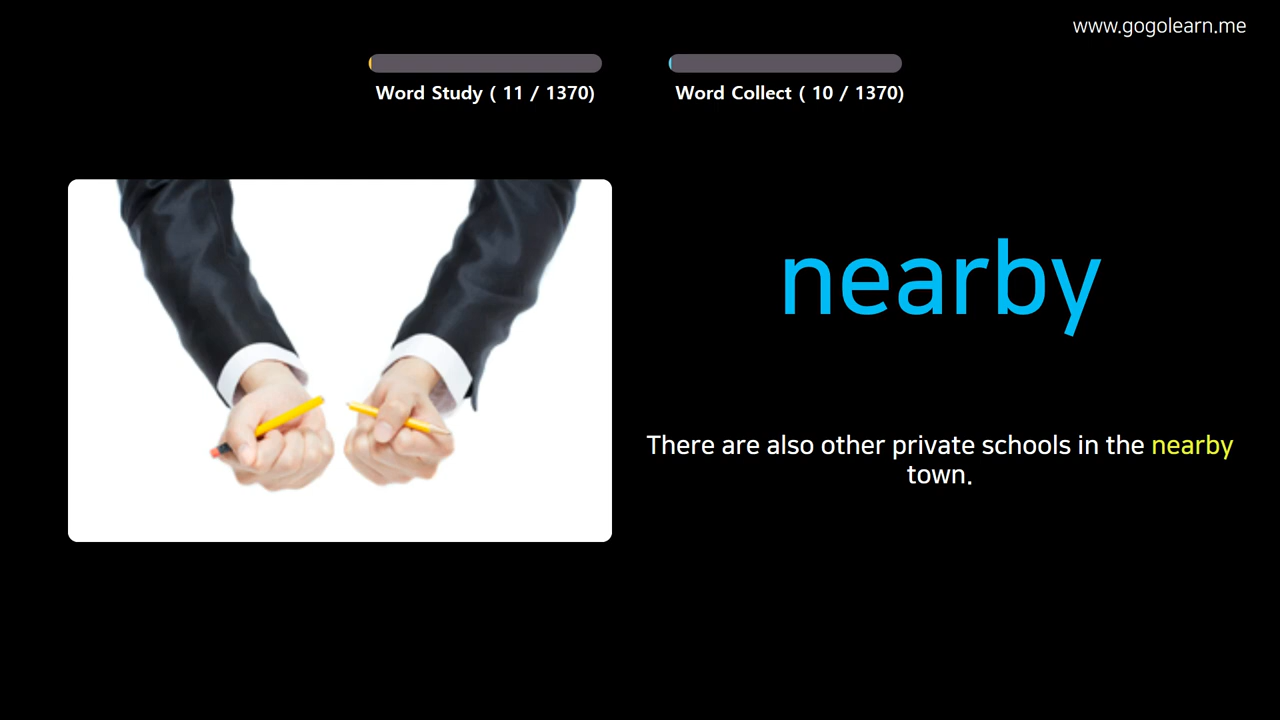 www.gogolearn.me
Word Study ( 11 / 1370)
Word Collect ( 10 / 1370)
nearby
There are also other private schools in the nearby
town.